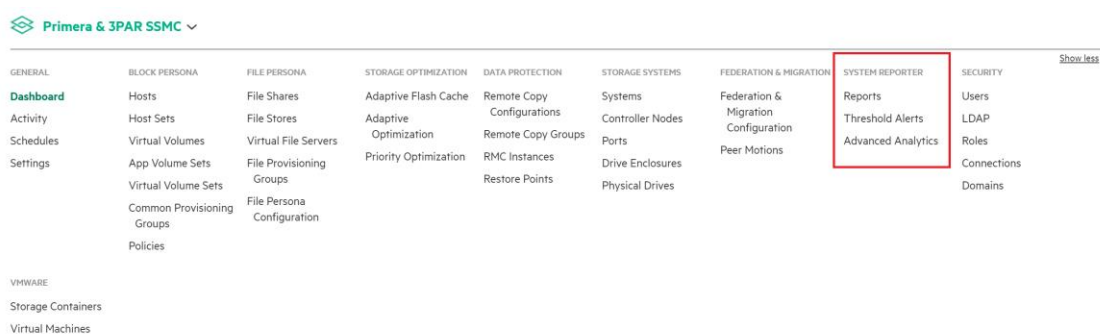 Primera & 3PAR SSMC
Show less
GENERAL
Dashboard
Activity
Schedules
Settings
BLOCK PERSONA
Hosts
Host Sets
Virtual Volumes
App Volume Sets
Virtual Volume Sets
Common Provisioning
Groups
Policies
FILE PERSONA
File Shares
File Stores
Virtual File Servers
File Provisioning
Groups
File Persona
Configuration
STORAGE OPTIMIZATION
Adaptive Flash Cache
Adaptive
Optimization
Priority Optimization
DATA PROTECTION
Remote Copy
Configurations
Remote Copy Groups
RMC Instances
Restore Points
STORAGE SYSTEMS
Systems
Controller Nodes
Ports
Drive Enclosures
Physical Drives
FEDERATION & MIGRATION
Federation &
Migration
Configuration
Peer Motions
SYSTEM REPORTER
Reports
Threshold Alerts
Advanced Analytics
SECURITY
Users
LDAP
Roles
Connections
Domains
VMWARE
Storage Containers
Virtual Machines